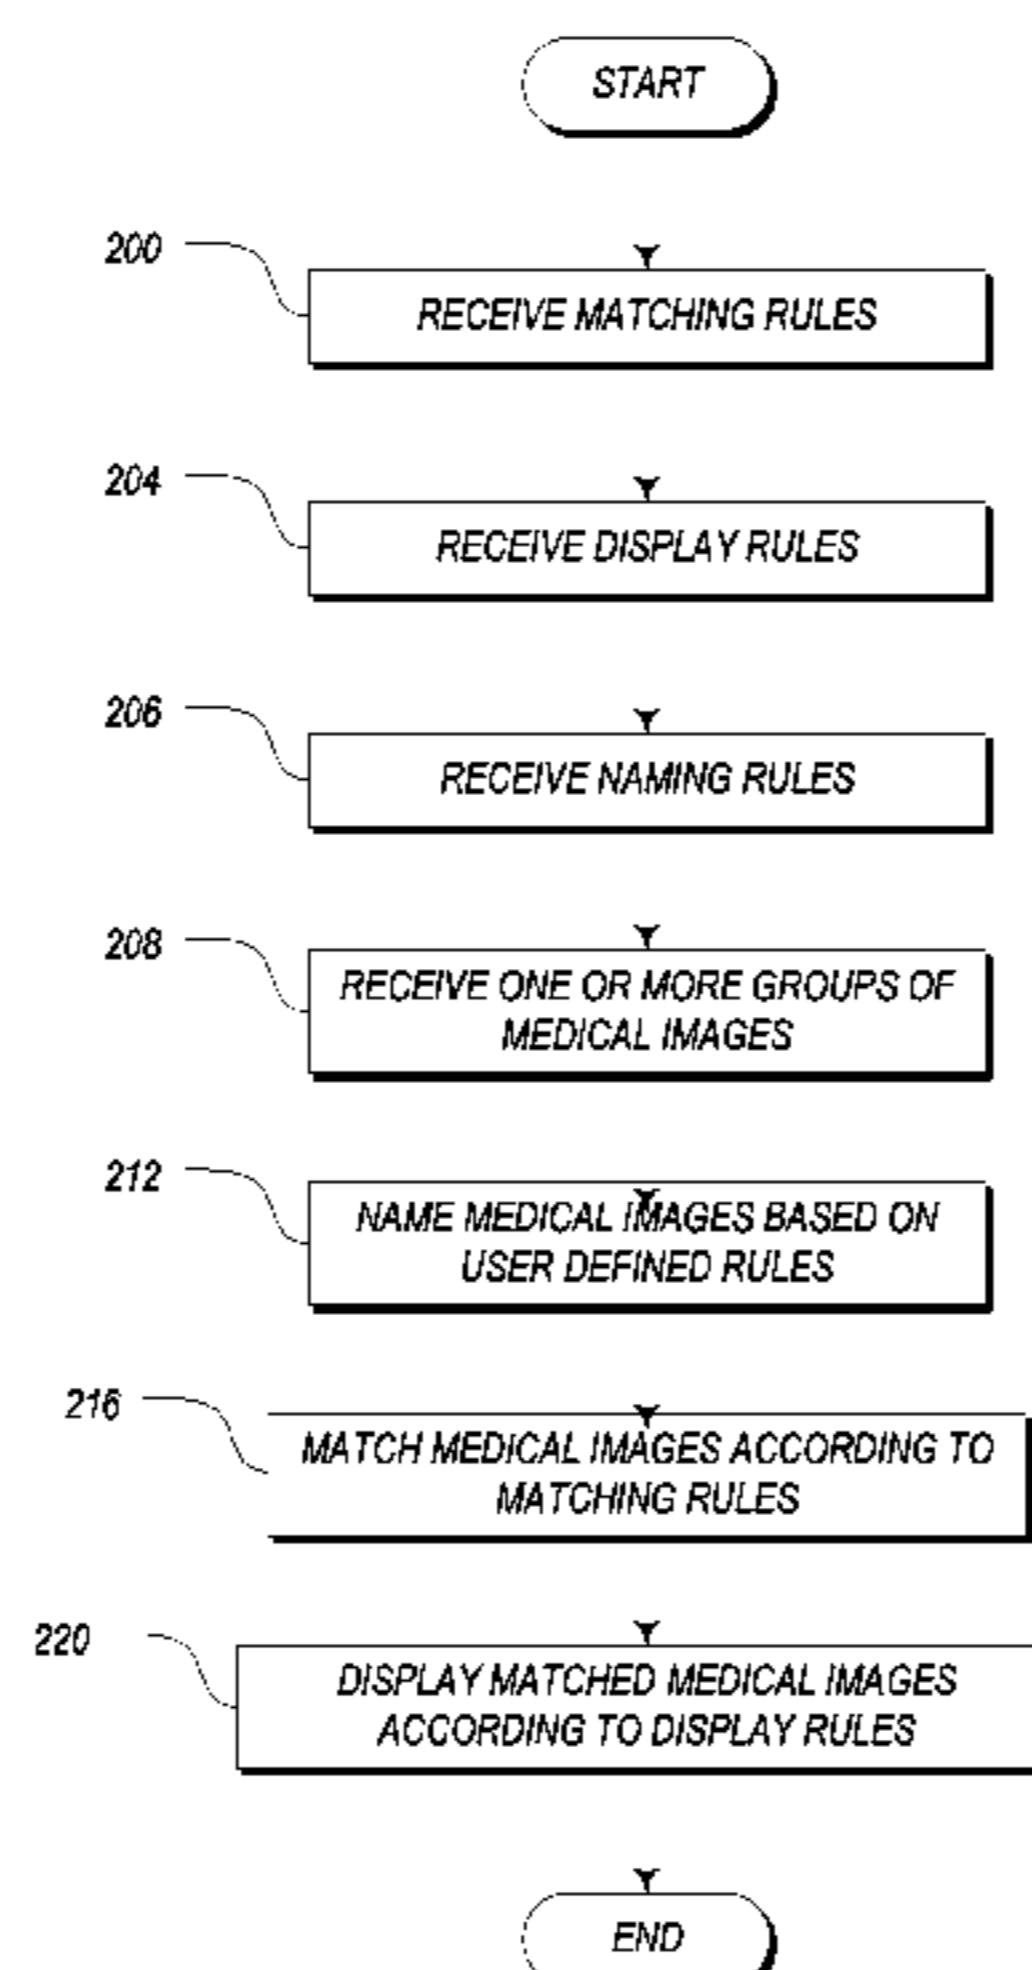 START
200
RECEIVE MATCHING RULES
204
RECEIVE DISPLAY RULES
206
RECEIVE NAMING RULES
208
RECEIVE ONE OR MORE GROUPS OF
MEDICAL IMAGES
212
NAME MEDICAL IMAGES BASED ON
USER DEFINED RULES
216
MATCH MEDICAL IMAGES ACCORDING TO
MATCHING RULES
220
DISPLAY MATCHED MEDICAL IMAGES
ACCORDING TO DISPLAY RULES
END